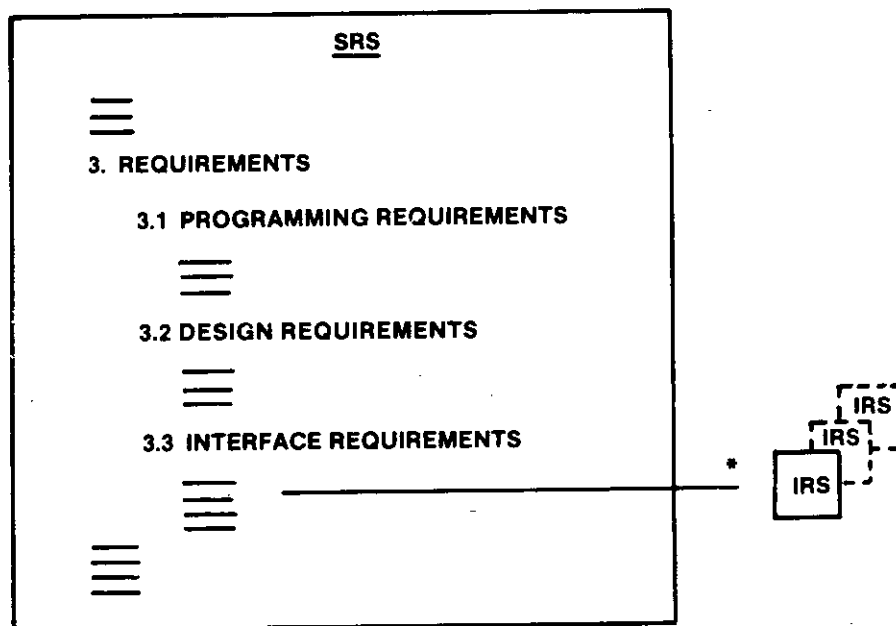 SRS
3. REQUIREMENTS
3.1 PROGRAMMING REQUIREMENTS
3.2 DESIGN REQUIREMENTS
3.3 INTERFACE REQUIREMENTS
*
IRS
IRS
IRS